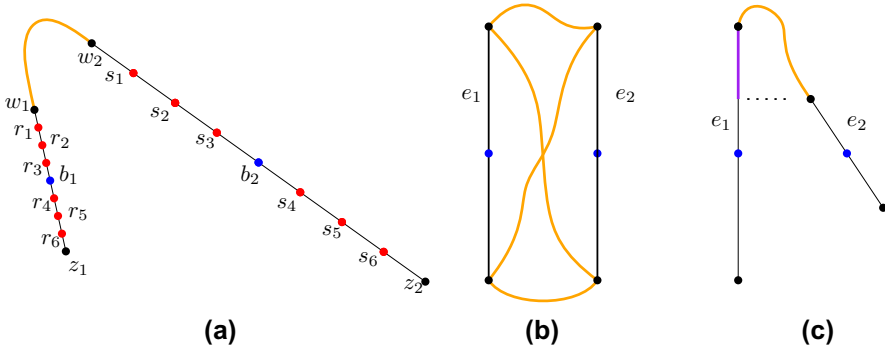 w₂
s₁
s₂
s₃
w₁
r₁
r₂
r₃
b₁
b₂
r₄
r₅
s₄
s₅
r₆
s₆
z₁
z₂
(a)
e₁
e₂
(b)
e₁
e₂
(c)